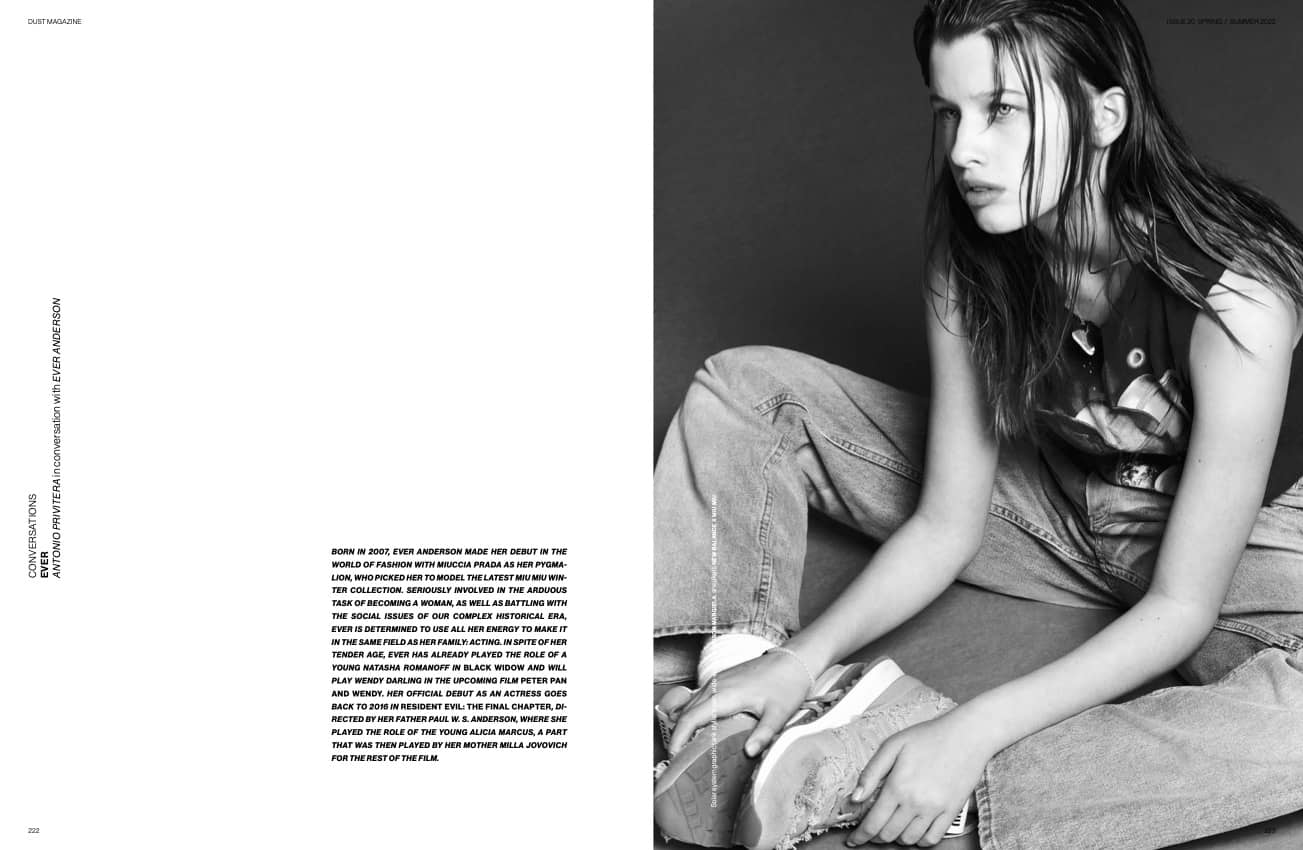 DUST MAGAZINE
ISSUE 20 SPRING / SUMMER 2022
CONVERSATIONS
EVER
ANTONIO PRIVITERA in conversation with EVER ANDERSON
BORN IN 2007, EVER ANDERSON MADE HER DEBUT IN THE
WORLD OF FASHION WITH MIUCCIA PRADA AS HER PYGMA-
LION, WHO PICKED HER TO MODEL THE LATEST MIU MIU WIN-
TER COLLECTION. SERIOUSLY INVOLVED IN THE ARDUOUS
TASK OF BECOMING A WOMAN, AS WELL AS BATTLING WITH
THE SOCIAL ISSUES OF OUR COMPLEX HISTORICAL ERA,
EVER IS DETERMINED TO USE ALL HER ENERGY TO MAKE IT
IN THE SAME FIELD AS HER FAMILY: ACTING. IN SPITE OF HER
TENDER AGE, EVER HAS ALREADY PLAYED THE ROLE OF A
YOUNG NATASHA ROMANOFF IN BLACK WIDOW AND WILL
PLAY WENDY DARLING IN THE UPCOMING FILM PETER PAN
AND WENDY. HER OFFICIAL DEBUT AS AN ACTRESS GOES
BACK TO 2016 IN RESIDENT EVIL: THE FINAL CHAPTER, DI-
RECTED BY HER FATHER PAUL W. S. ANDERSON, WHERE SHE
PLAYED THE ROLE OF THE YOUNG ALICIA MARCUS, A PART
THAT WAS THEN PLAYED BY HER MOTHER MILLA JOVOVICH
FOR THE REST OF THE FILM.
Solar system graphic NEW BALANCE X MIU MIU
222
223